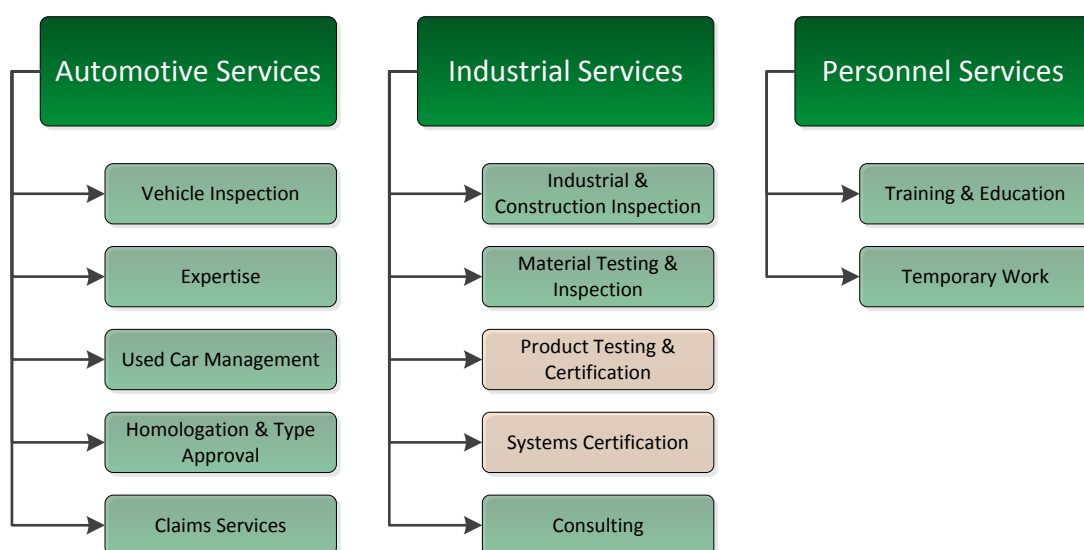 Automotive Services
Vehicle Inspection
Expertise
Used Car Management
Homologation & Type
Approval
Claims Services
Industrial Services
Industrial &
Construction Inspection
Material Testing &
Inspection
Product Testing &
Certification
Systems Certification
Consulting
Personnel Services
Training & Education
Temporary Work